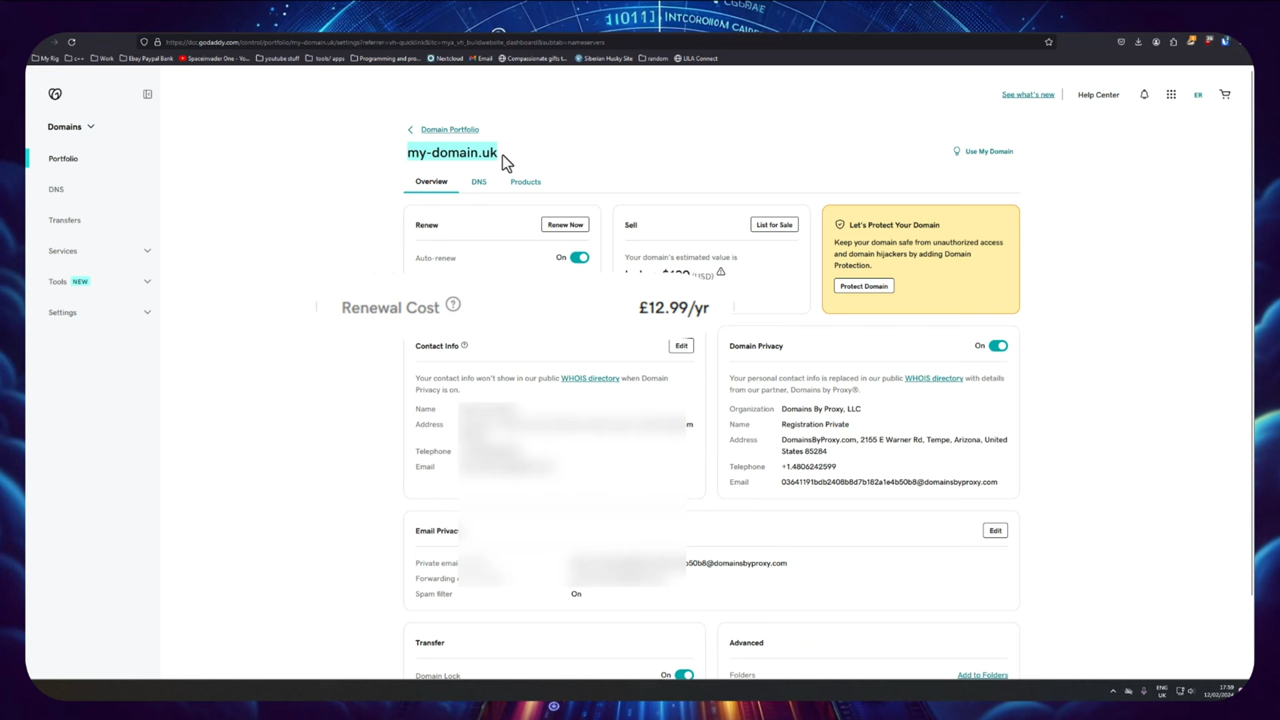 https://dcc.godaddy.com/control/portfolio/my-domain.uk/settings?referrer=vh-quicklink&itc=mya_vh_buildwebsite_dashboard&subtab=nameservers
My Rig
c++
Work
Ebay Paypal Bank
Spaceinvader One - Yo...
youtube stuff
tools/ apps
Programming and pro...
Nextcloud
Email
Compassionate gifts t...
Siberian Husky Site
random
ULA Connect
See what's new
Help Center
ER
Domains
Portfolio
DNS
Transfers
Services
Tools NEW
Settings
Domain Portfolio
my-domain.uk
Use My Domain
Overview
DNS
Products
Renew
Renew Now
Auto-renew
On
Sell
List for Sale
Your domain's estimated value is
(USD)
Let's Protect Your Domain
Keep your domain safe from unauthorized access
and domain hijackers by adding Domain
Protection.
Protect Domain
Renewal Cost ?
£12.99/yr
Contact Info
Edit
Your contact info won't show in our public WHOIS directory when Domain
Privacy is on.
Name
Address
Telephone
Email
Domain Privacy
On
Your personal contact info is replaced in our public WHOIS directory with details
from our partner, Domains by Proxy®.
Organization Domains By Proxy, LLC
Name Registration Private
Address DomainsByProxy.com, 2155 E Warner Rd, Tempe, Arizona, United
States 85284
Telephone +1.4806242599
Email 03641191bdb2408b8d7b182a1e4b50b8@domainsbyproxy.com
Email Privac
Edit
Private emai
b50b8@domainsbyproxy.com
Forwarding
Spam filter On
Transfer
Domain Lock
On
Advanced
Folders
Add to Folders
ENG
UK
17:59
12/02/2024